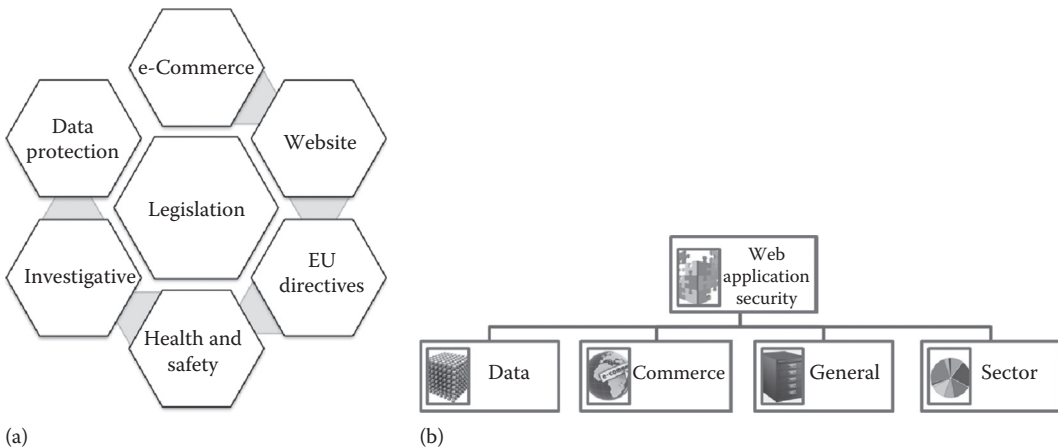 e-Commerce
Data
protection
Website
Legislation
Investigative
EU
directives
Health and
safety
(a)
Web
application
security
Data
Commerce
General
Sector
(b)